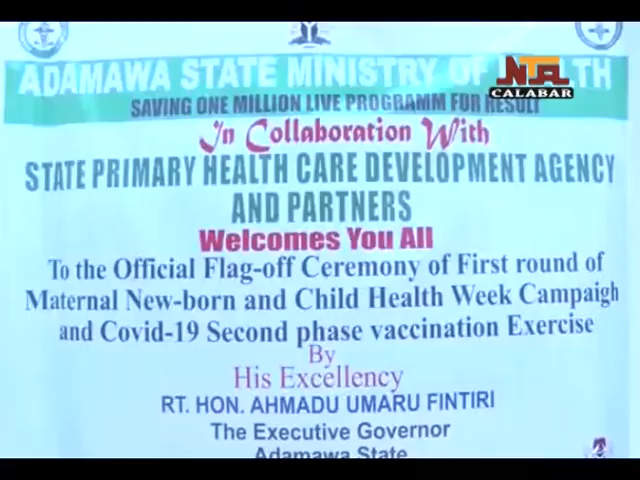 ADAMAWA STATE MINISTRY OF LTH
NTA
CALABAR
SAVING ONE MILLION LIVE PROGRAMM FOR RESULT
In Collaboration With
STATE PRIMARY HEALTH CARE DEVELOPMENT AGENCY
AND PARTNERS
Welcomes You All
To the Official Flag-off Ceremony of First round of
Maternal New-born and Child Health Week Campaign
and Covid-19 Second phase vaccination Exercise
By
His Excellency
RT. HON. AHMADU UMARU FINTIRI
The Executive Governor
Adamawa State